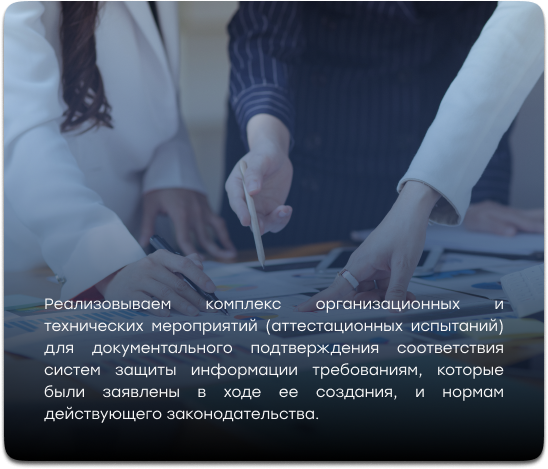 Реализовываем комплекс организационных и
технических мероприятий (аттестационных испытаний)
для документального подтверждения соответствия
систем защиты информации требованиям, которые
были заявлены в ходе ее создания, и нормам
действующего законодательства.